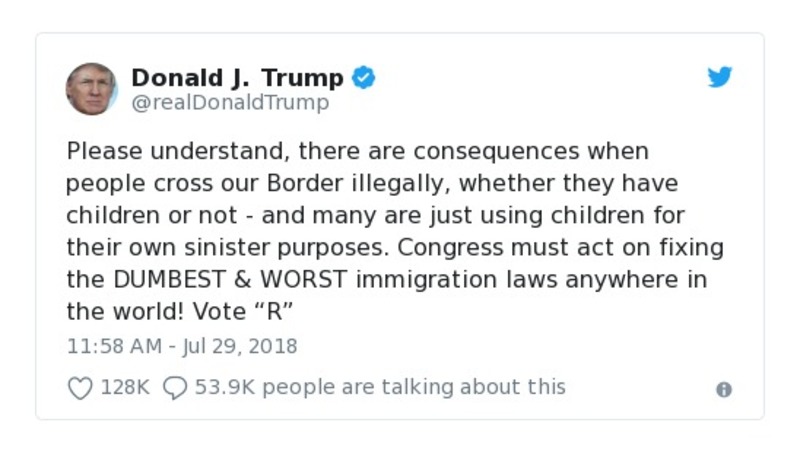 Donald J. Trump
@realDonaldTrump
Please understand, there are consequences when
people cross our Border illegally, whether they have
children or not - and many are just using children for
their own sinister purposes. Congress must act on fixing
the DUMBEST & WORST immigration laws anywhere in
the world! Vote “R”
11:58 AM - Jul 29, 2018
128K 53.9K people are talking about this